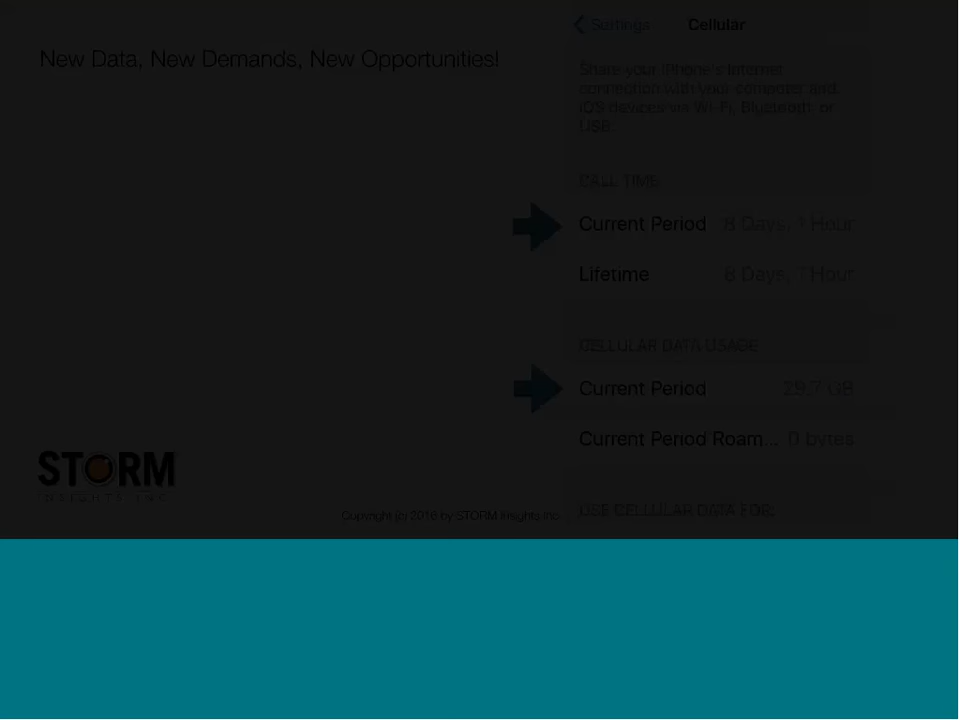 New Data, New Demands, New Opportunities!
Settings
Cellular
Share your iPhone's Internet
connection with your computer and
iOS devices via Wi-Fi, Bluetooth, or
USB.
CALL TIME
Current Period 8 Days, 1 Hour
Lifetime 8 Days, 1 Hour
CELLULAR DATA USAGE
Current Period 29.7 GB
Current Period Roam... 0 bytes
USE CELLULAR DATA FOR:
STORM
INSIGHTS, INC.
Copyright (c) 2016 by STORM Insights Inc.